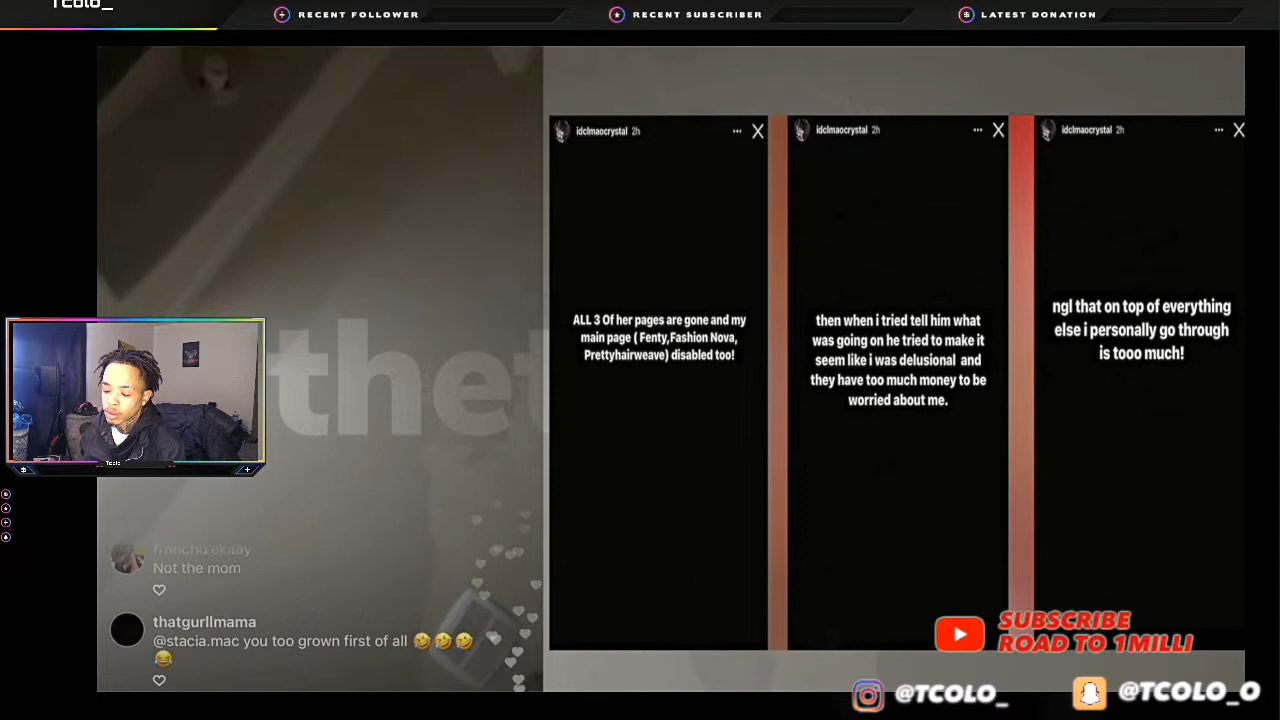 TCOLO_
RECENT FOLLOWER
RECENT SUBSCRIBER
LATEST DONATION
idclmaocrystal 2h
ALL 3 Of her pages are gone and my
main page ( Fenty,Fashion Nova,
Prettyhairweave) disabled too!
idclmaocrystal 2h
then when i tried tell him what
was going on he tried to make it
seem like i was delusional and
they have too much money to be
worried about me.
idclmaocrystal 2h
ngl that on top of everything
else i personally go through
is tooo much!
thet
Tcolo
Not the mom
thatgurllmama
@stacia.mac you too grown first of all 🤣🤣🤣
😂
SUBSCRIBE
ROAD TO 1MILLI
@TCOLO_
@TCOLO_O